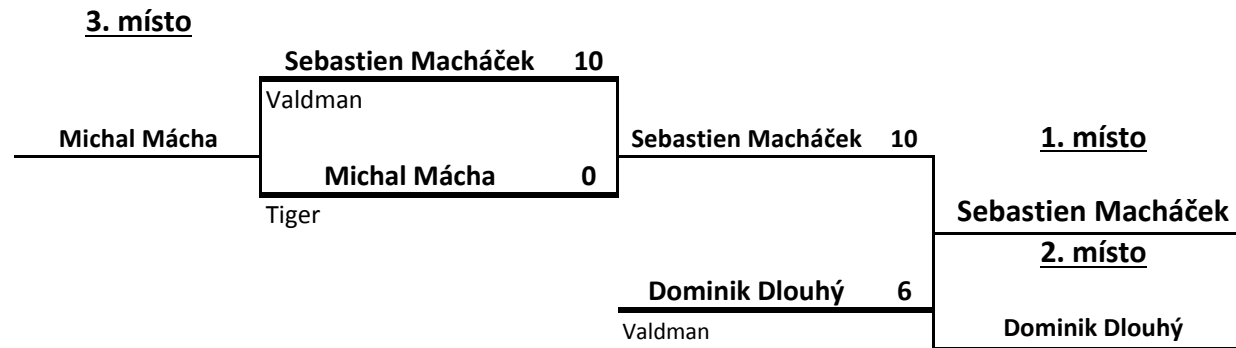 3. místo
Sebastien Macháček 10
Valdman
Michal Mácha
Sebastien Macháček 10
1. místo
Michal Mácha 0
Tiger
Sebastien Macháček
2. místo
Dominik Dlouhý 6
Valdman
Dominik Dlouhý